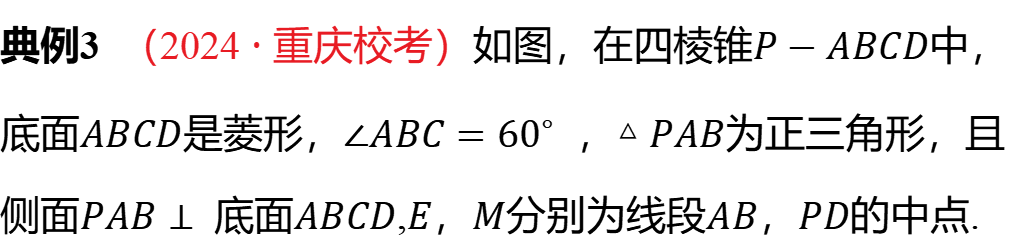 典例3 （2024·重庆校考）如图，在四棱锥P − ABCD中，
底面ABCD是菱形，∠ABC = 60° ，△ PAB为正三角形，且
侧面PAB ⊥ 底面ABCD,E，M分别为线段AB，PD的中点.